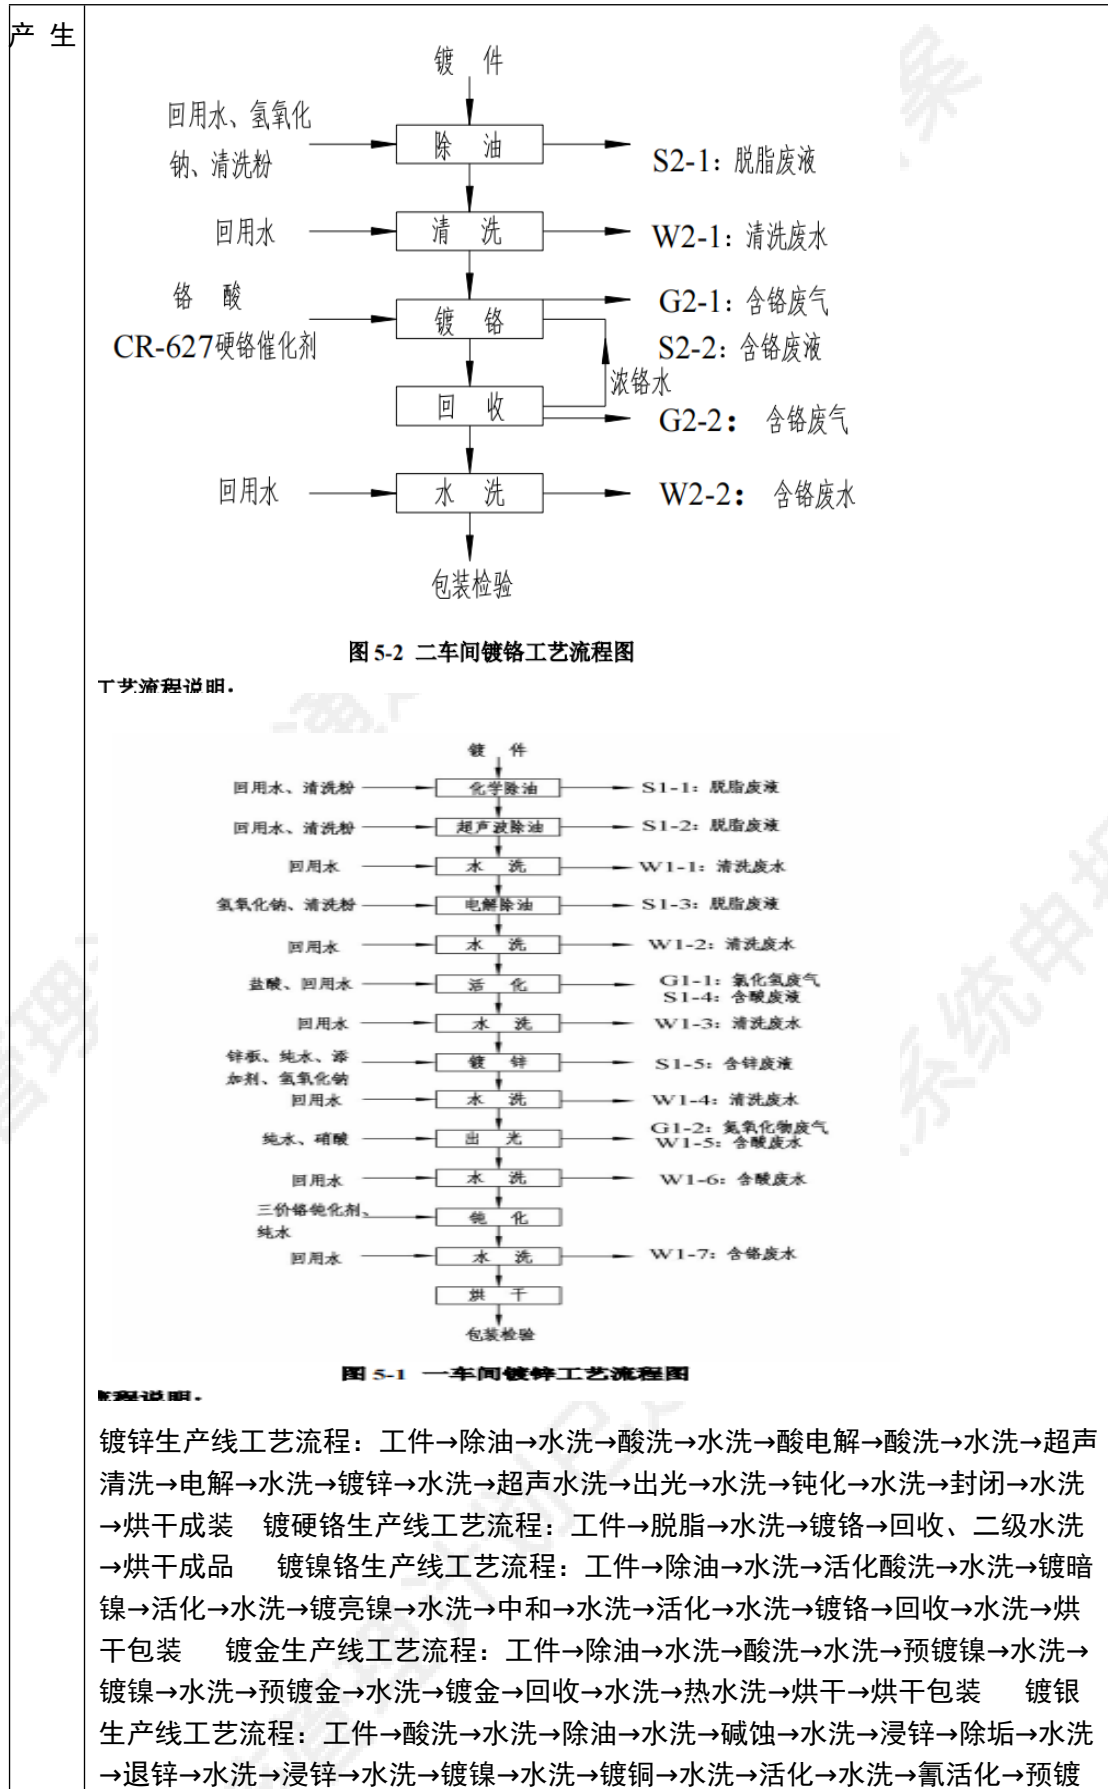 产 生
镀 件
回用水、氢氧化
钠、清洗粉
除 油
S2-1：脱脂废液
回用水
清 洗
W2-1：清洗废水
铬 酸
CR-627硬铬催化剂
镀 铬
G2-1：含铬废气
S2-2：含铬废液
浓铬水
回 收
G2-2： 含铬废气
回用水
水 洗
W2-2： 含铬废水
包装检验
图 5-2 二车间镀铬工艺流程图
工艺流程说明：
镀 件
回用水、清洗粉
化学除油
S1-1：脱脂废液
回用水、清洗粉
超声波除油
S1-2：脱脂废液
回用水
水 洗
W1-1：清洗废水
氢氧化钠、清洗粉
电解除油
S1-3：脱脂废液
回用水
水 洗
W1-2：清洗废水
盐酸、回用水
活 化
G1-1：氯化氢废气
S1-4：含酸废液
回用水
水 洗
W1-3：清洗废水
锌板、纯水、添
加剂、氢氧化钠
镀 锌
S1-5：含锌废液
回用水
水 洗
W1-4：清洗废水
纯水、硝酸
出 光
G1-2：氮氧化物废气
W1-5：含酸废水
回用水
水 洗
W1-6：含酸废水
三价铬钝化剂、
纯水
钝 化
回用水
水 洗
W1-7：含铬废水
烘 干
包装检验
图 5-1 一车间镀锌工艺流程图
流程说明：
镀锌生产线工艺流程：工件→除油→水洗→酸洗→水洗→酸电解→酸洗→水洗→超声
清洗→电解→水洗→镀锌→水洗→超声水洗→出光→水洗→钝化→水洗→封闭→水洗
→烘干成装 镀硬铬生产线工艺流程：工件→脱脂→水洗→镀铬→回收、二级水洗
→烘干成品 镀镍铬生产线工艺流程：工件→除油→水洗→活化酸洗→水洗→镀暗
镍→活化→水洗→镀亮镍→水洗→中和→水洗→活化→水洗→镀铬→回收→水洗→烘
干包装 镀金生产线工艺流程：工件→除油→水洗→酸洗→水洗→预镀镍→水洗→
镀镍→水洗→预镀金→水洗→镀金→回收→水洗→热水洗→烘干→烘干包装 镀银
生产线工艺流程：工件→酸洗→水洗→除油→水洗→碱蚀→水洗→浸锌→除垢→水洗
→退锌→水洗→浸锌→水洗→镀镍→水洗→镀铜→水洗→活化→水洗→氰活化→预镀